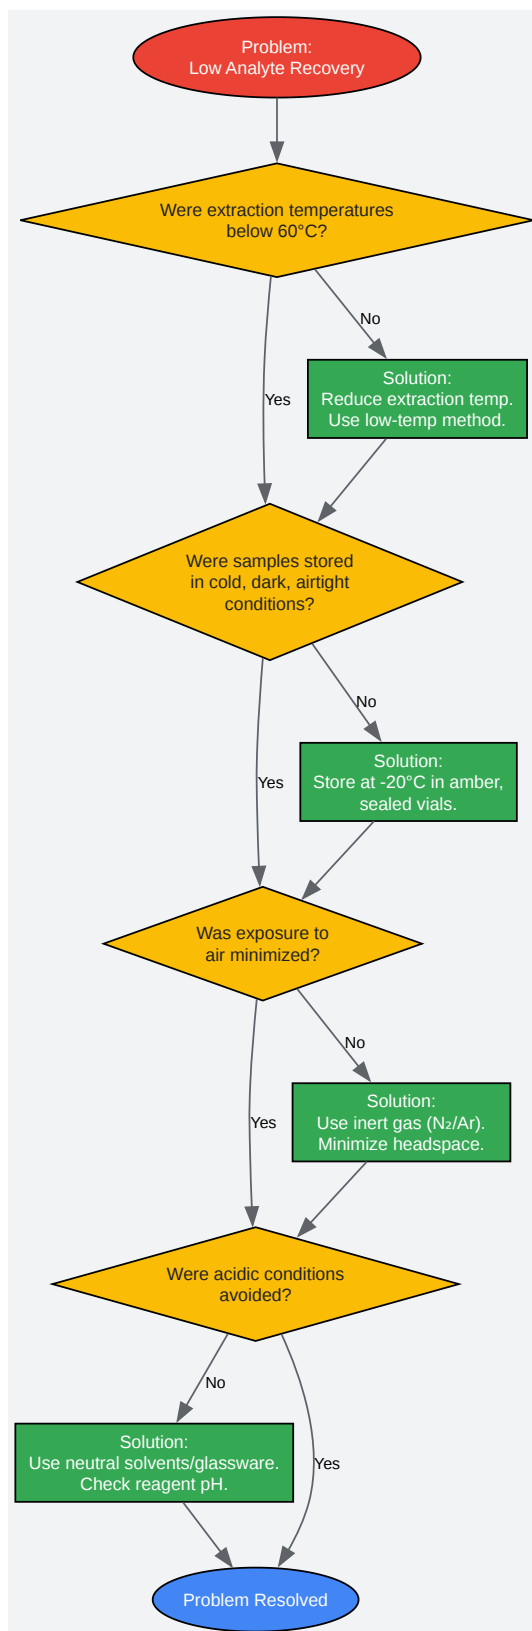 Problem:
Low Analyte Recovery
Were extraction temperatures
below 60°C?
No
Solution:
Reduce extraction temp.
Use low-temp method.
Yes
Were samples stored
in cold, dark, airtight
conditions?
No
Solution:
Store at -20°C in amber,
sealed vials.
Yes
Was exposure to
air minimized?
No
Solution:
Use inert gas (N₂/Ar).
Minimize headspace.
Yes
Were acidic conditions
avoided?
No
Solution:
Use neutral solvents/glassware.
Check reagent pH.
Yes
Problem Resolved